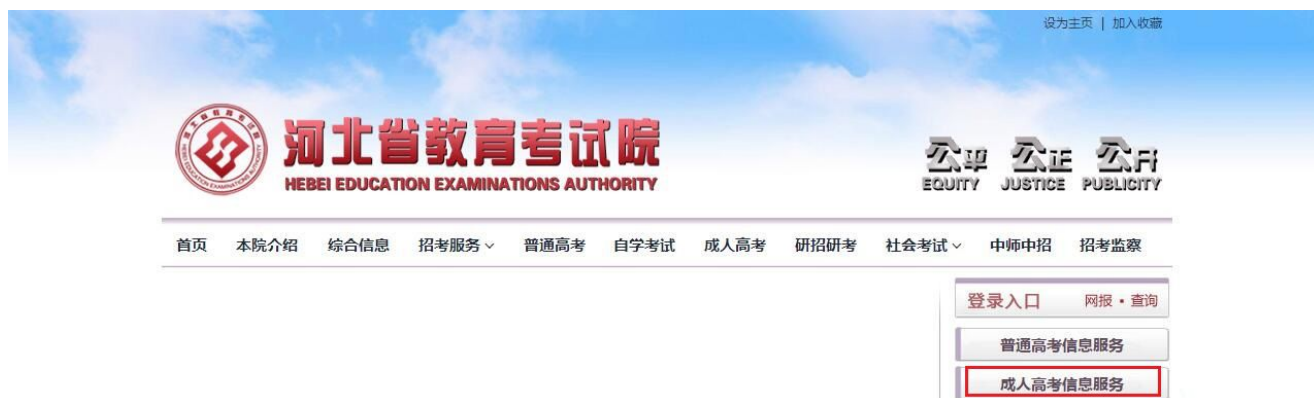 设为主页 | 加入收藏
河北省教育考试院
HEBEI EDUCATION EXAMINATIONS AUTHORITY
公平 公正 公开
EQUITY JUSTICE PUBLICITY
首页 本院介绍 综合信息 招考服务 普通高考 自学考试 成人高考 研招研考 社会考试 中师中招 招考监察
登录入口 网报 • 查询
普通高考信息服务
成人高考信息服务